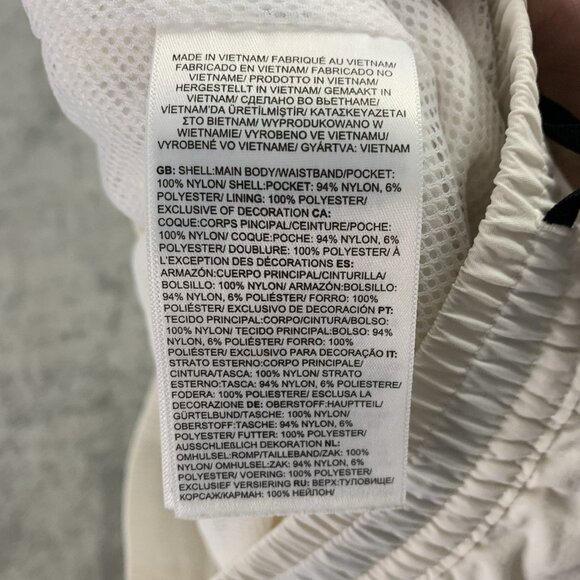 MADE IN VIETNAM/ FABRIQUÉ AU VIETNAM/
FABRICADO EN VIETNAM/ FABRICADO NO
VIETNAME/ PRODOTTO IN VIETNAM/
HERGESTELLT IN VIETNAM/ GEMAAKT IN
VIETNAM/ СДЕЛАНО ВО ВЬЕТНАМЕ/
VİETNAM'DA ÜRETİLMİŞTİR/ ΚΑΤΑΣΚΕΥΑΖΕΤΑΙ
ΣΤΟ ΒΙΕΤΝΑΜ/ WYPRODUKOWANO W
WIETNAMIE/ VYROBENO VE VIETNAMU/
VYROBENÉ VO VIETNAME/ GYÁRTVA: VIETNAM
GB: SHELL:MAIN BODY/WAISTBAND/POCKET:
100% NYLON/ SHELL:POCKET: 94% NYLON, 6%
POLYESTER/ LINING: 100% POLYESTER/
EXCLUSIVE OF DECORATION CA:
COQUE:CORPS PINCIPAL/CEINTURE/POCHE:
100% NYLON/ COQUE:POCHE: 94% NYLON, 6%
POLYESTER/ DOUBLURE: 100% POLYESTER/ À
L'EXCEPTION DES DÉCORATIONS ES:
ARMAZÓN:CUERPO PRINCIPAL/CINTURILLA/
BOLSILLO: 100% NYLON/ ARMAZÓN:BOLSILLO:
94% NYLON, 6% POLIÉSTER/ FORRO: 100%
POLIÉSTER/ EXCLUSIVO DE DECORACIÓN PT:
TECIDO PRINCIPAL:CORPO/CINTURA/BOLSO:
100% NYLON/ TECIDO PRINCIPAL:BOLSO: 94%
NYLON, 6% POLIÉSTER/ FORRO: 100%
POLIÉSTER/ EXCLUSIVO PARA DECORAÇÃO IT:
STRATO ESTERNO:CORPO PRINCIPALE/
CINTURA/TASCA: 100% NYLON/ STRATO
ESTERNO:TASCA: 94% NYLON, 6% POLIESTERE/
FODERA: 100% POLIESTERE/ ESCLUSA LA
DECORAZIONE DE: OBERSTOFF:HAUPTTEIL/
GÜRTELBUND/TASCHE: 100% NYLON/
OBERSTOFF:TASCHE: 94% NYLON, 6%
POLYESTER/ FUTTER: 100% POLYESTER/
AUSSCHLIEßLICH DEKORATION NL:
OMHULSEL:ROMP/TAILLEBAND/ZAK: 100%
NYLON/ OMHULSEL:ZAK: 94% NYLON, 6%
POLYESTER/ VOERING: 100% POLYESTER/
EXCLUSIEF VERSIERING RU: ВЕРХ:ТУЛОВИЩЕ/
КОРСАЖ/КАРМАН: 100% НЕЙЛОН/